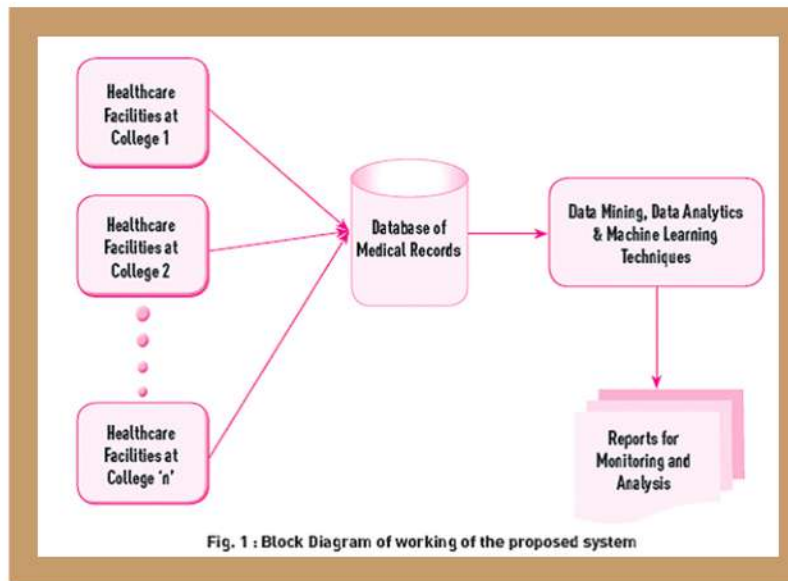 Healthcare
Facilities at
College 1
Healthcare
Facilities at
College 2
Healthcare
Facilities at
College 'n'
Database of
Medical Records
Data Mining, Data Analytics
& Machine Learning
Techniques
Reports for
Monitoring and
Analysis
Fig. 1 : Block Diagram of working of the proposed system